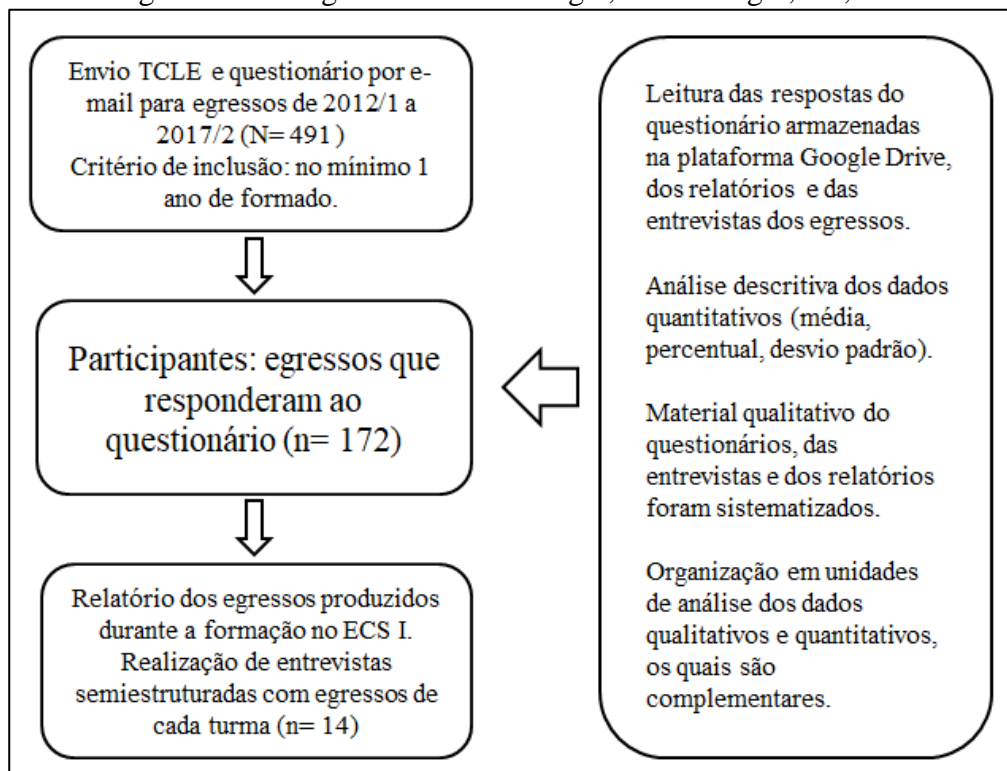 Envio TCLE e questionário por e-
mail para egressos de 2012/1 a
2017/2 (N= 491)
Critério de inclusão: no mínimo 1
ano de formado.
Participantes: egressos que
responderam ao
questionário (n= 172)
Relatório dos egressos produzidos
durante a formação no ECS I.
Realização de entrevistas
semiestruturadas com egressos de
cada turma (n= 14)
Leitura das respostas do
questionário armazenadas
na plataforma Google Drive,
dos relatórios e das
entrevistas dos egressos.
Análise descritiva dos dados
quantitativos (média,
percentual, desvio padrão).
Material qualitativo do
questionários, das
entrevistas e dos relatórios
foram sistematizados.
Organização em unidades
de análise dos dados
qualitativos e quantitativos,
os quais são
complementares.